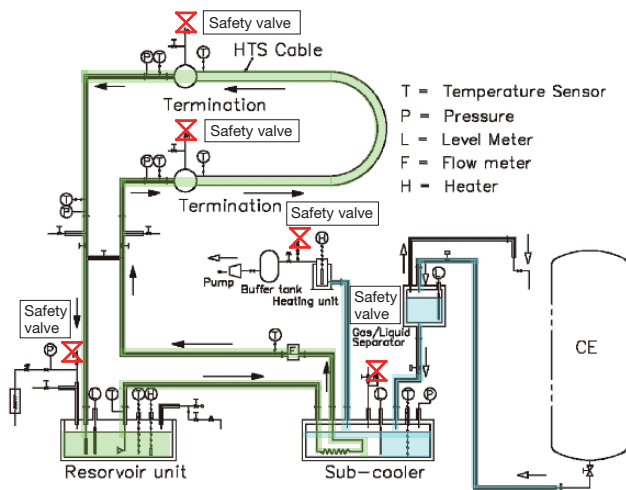 Safety valve
HTS Cable
P T
T
Termination
T = Temperature Sensor
P = Pressure
L = Level Meter
F = Flow meter
H = Heater
Safety valve
P T
T
Termination
T
P
Safety valve
H
Pump
Buffer tank
Heating unit
Safety
valve
L
Gas/Liquid
Separator
CE
Safety
valve
P
T
F
L T T H
L T P
Reservoir unit
Sub-cooler